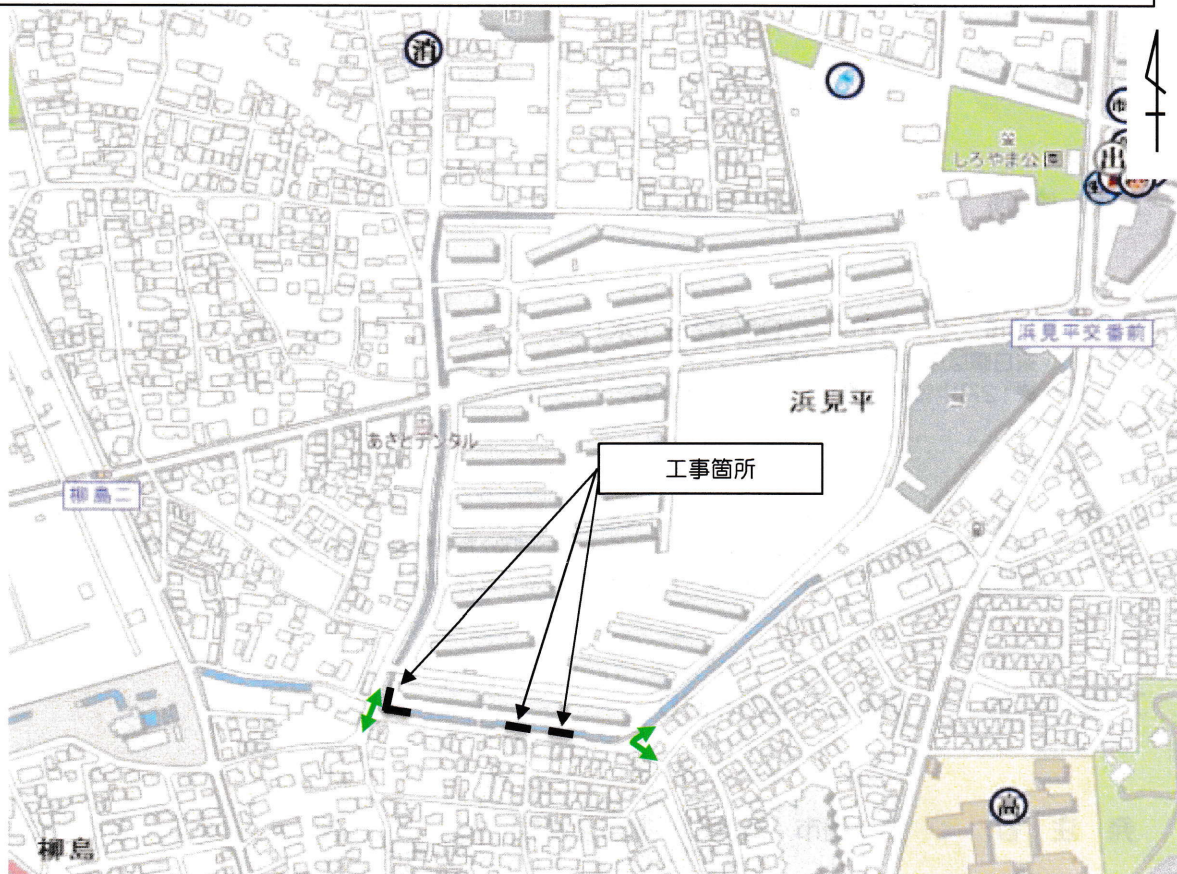 消
しろやま公園
市
出
浜見平交番前
浜見平
あさとデンタル
工事箇所
柳島二
高
柳島